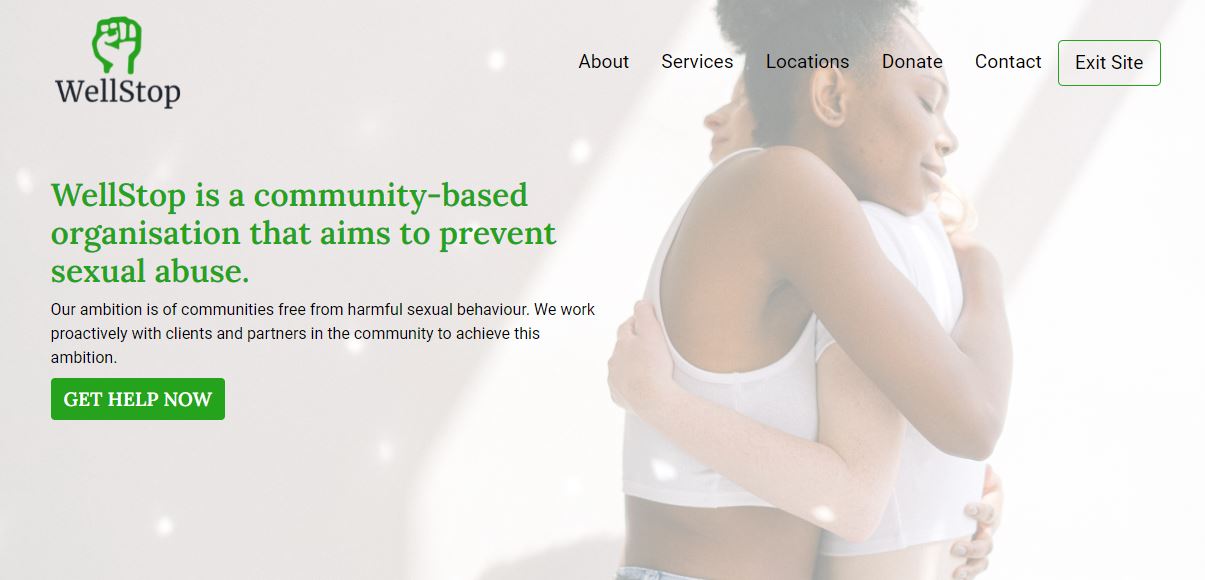 WellStop
About Services Locations Donate Contact Exit Site
WellStop is a community-based
organisation that aims to prevent
sexual abuse.
Our ambition is of communities free from harmful sexual behaviour. We work
proactively with clients and partners in the community to achieve this
ambition.
GET HELP NOW